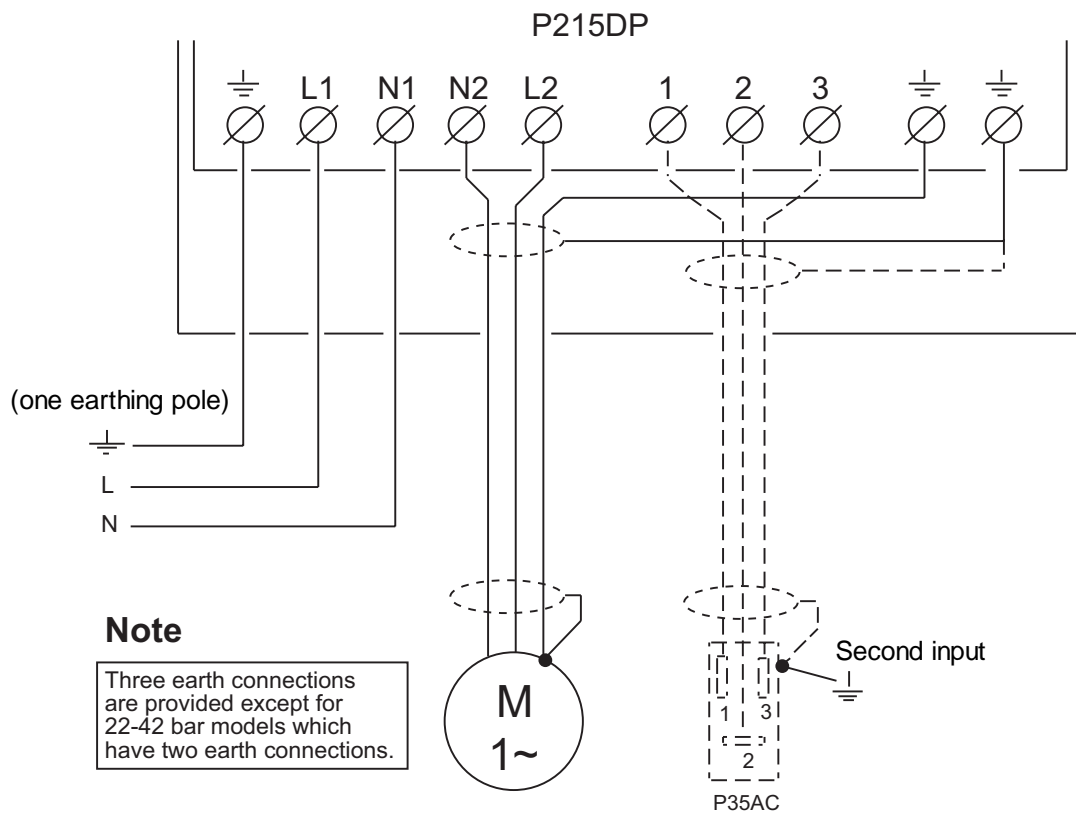 P215DP
L1 N1 N2 L2 1 2 3
(one earthing pole)
L
N
Note
Three earth connections
are provided except for
22-42 bar models which
have two earth connections.
M
1~
Second input
1 3
2
P35AC